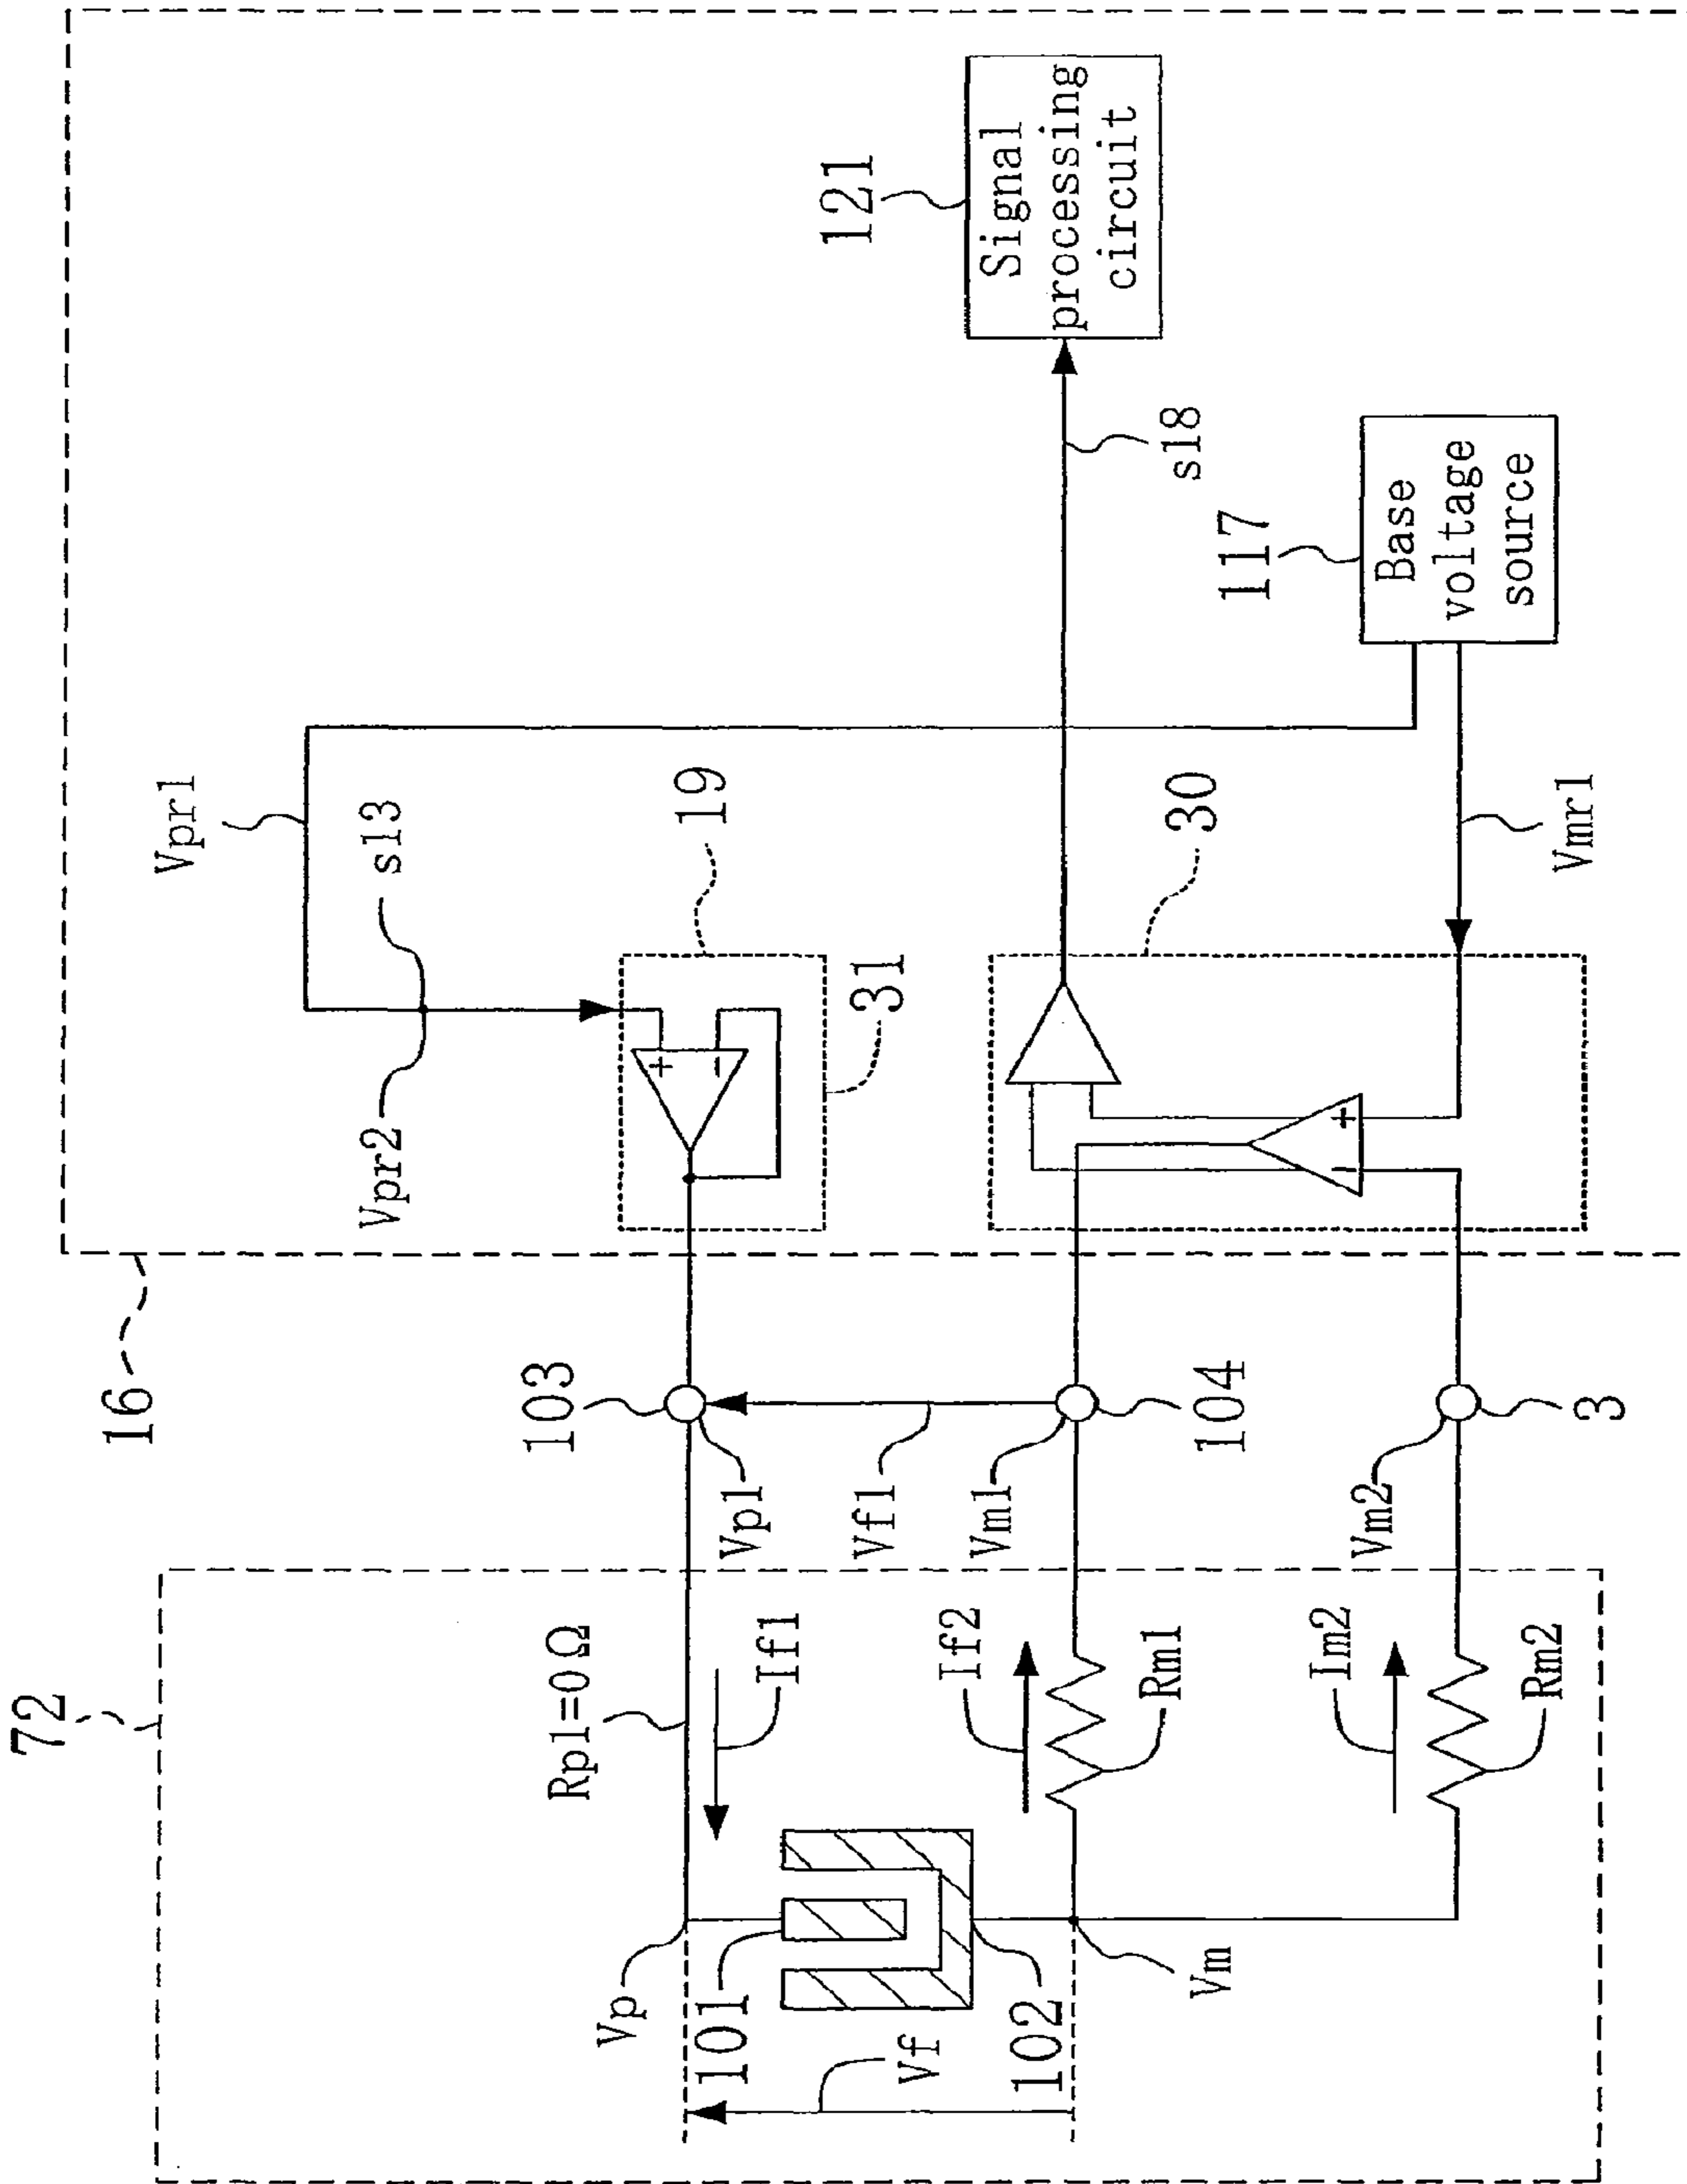 72
16
Vp
Rp1=0Ω
If1
101
Vf
102
Vm
If2
Rm1
Im2
Rm2
103
Vp1
Vf1
Vm1
104
Vm2
3
Vpr1
Vpr2
s13
19
+
−
31
30
+
−
Vmr1
s18
121
Signal
processing
circuit
117
Base
voltage
source